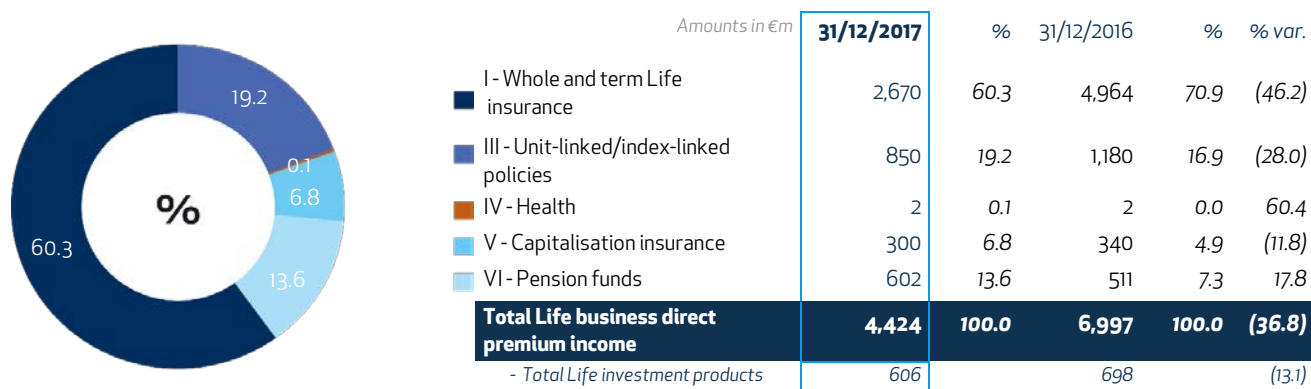 19.2
0.1
6.8
13.6
60.3
%
Amounts in €m 31/12/2017 % 31/12/2016 % % var.
I - Whole and term Life
insurance 2,670 60.3 4,964 70.9 (46.2)
III - Unit-linked/index-linked
policies 850 19.2 1,180 16.9 (28.0)
IV - Health 2 0.1 2 0.0 60.4
V - Capitalisation insurance 300 6.8 340 4.9 (11.8)
VI - Pension funds 602 13.6 511 7.3 17.8
Total Life business direct
premium income 4,424 100.0 6,997 100.0 (36.8)
- Total Life investment products 606 698 (13.1)